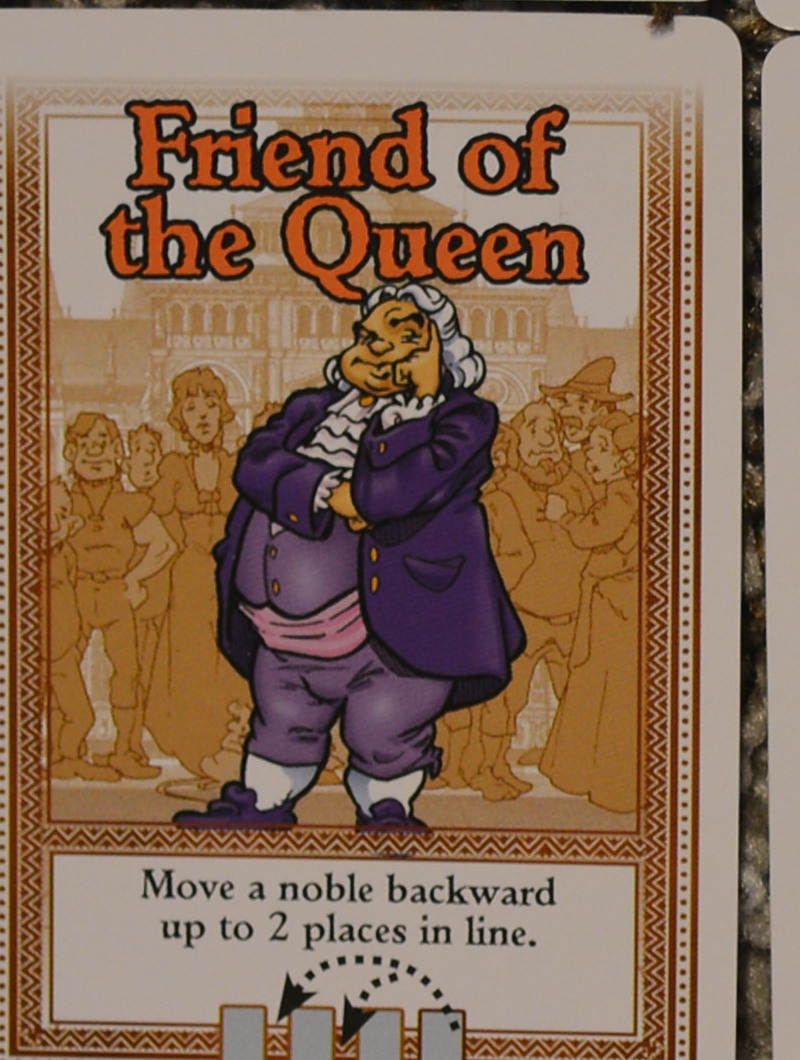 Friend of
the Queen
Move a noble backward
up to 2 places in line.